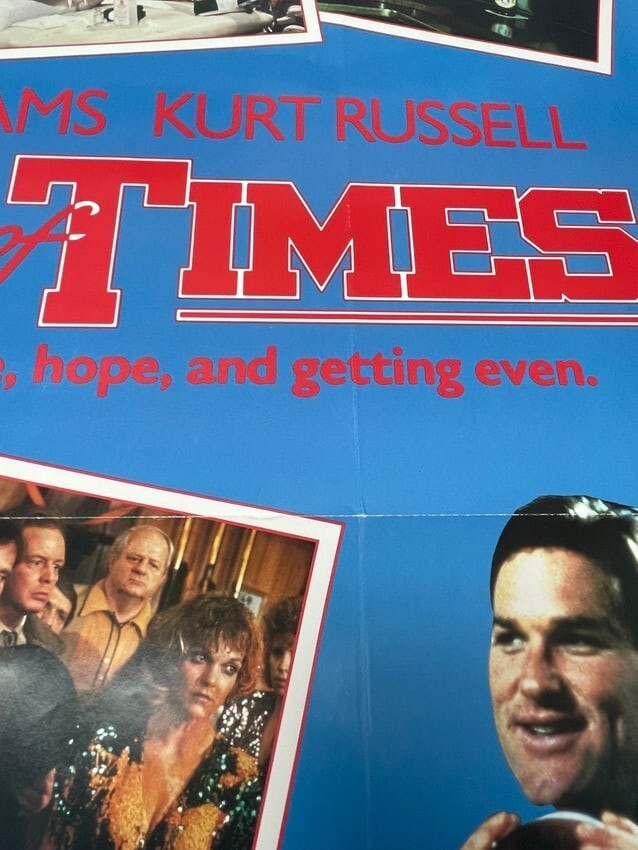 AMS KURT RUSSELL
of TIMES
e, hope, and getting even.